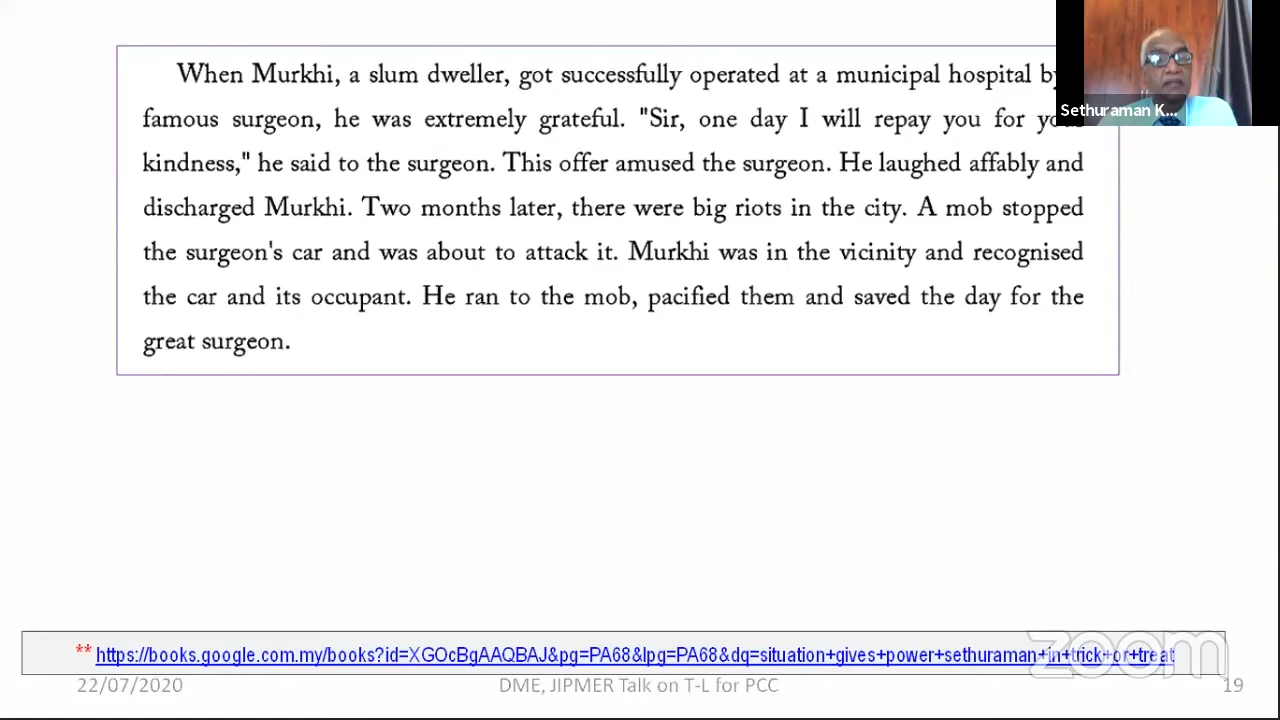 When Murkhi, a slum dweller, got successfully operated at a municipal hospital
famous surgeon, he was extremely grateful. "Sir, one day I will repay you for
kindness," he said to the surgeon. This offer amused the surgeon. He laughed affably and
discharged Murkhi. Two months later, there were big riots in the city. A mob stopped
the surgeon's car and was about to attack it. Murkhi was in the vicinity and recognised
the car and its occupant. He ran to the mob, pacified them and saved the day for the
great surgeon.
Sethuraman K...
** https://books.google.com.my/books?id=XGOcBgAAQBAJ&pg=PA68&lpg=PA68&dq=situation+gives+power+sethuraman+in+trick+or+treat
zoom
22/07/2020 DME, JIPMER Talk on T-L for PCC 19